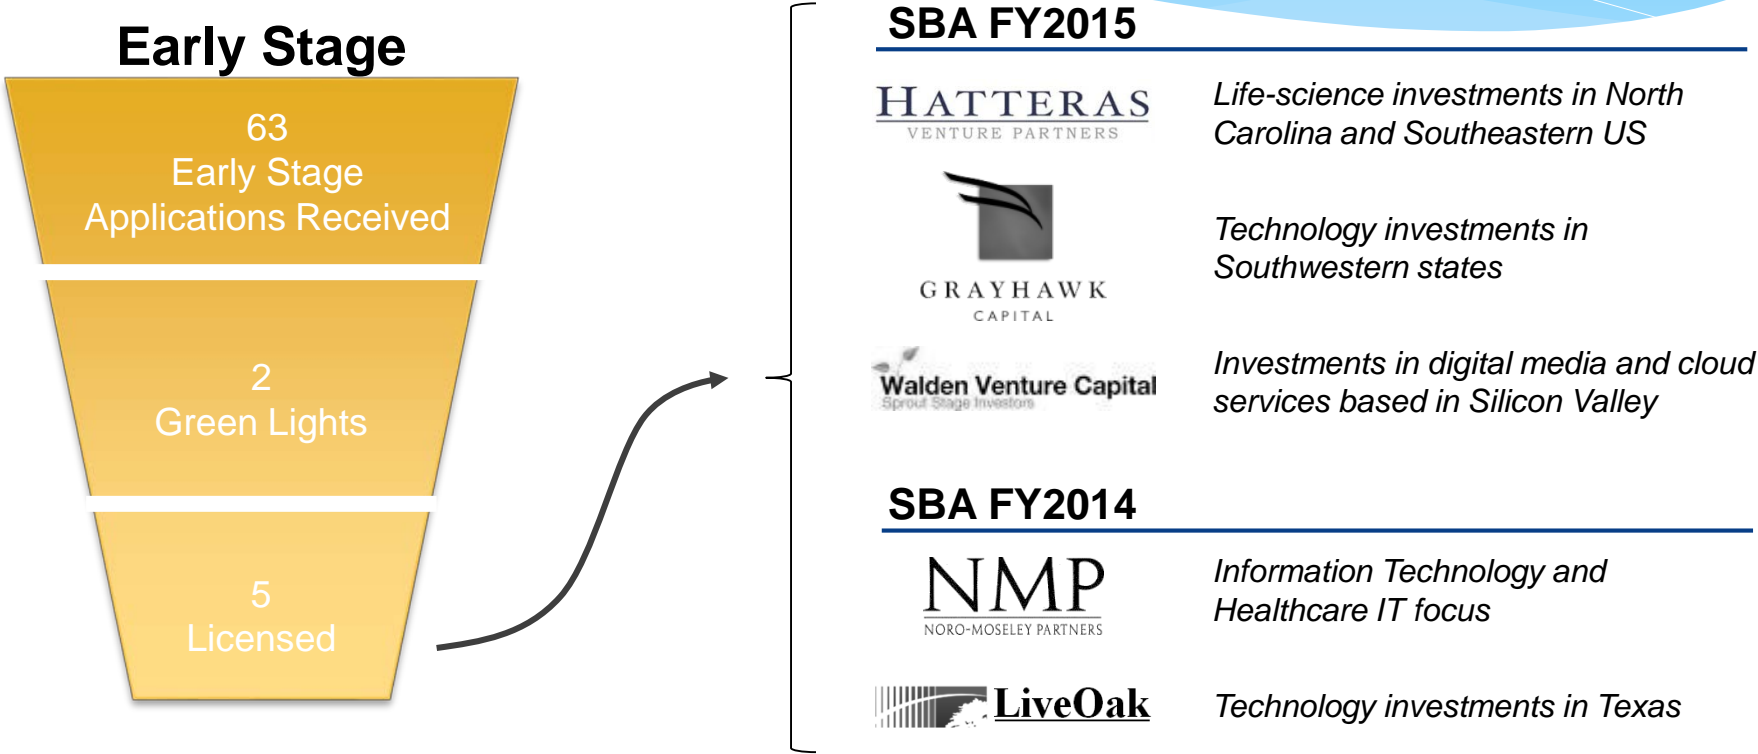 Early Stage
63
Early Stage
Applications Received
2
Green Lights
5
Licensed
SBA FY2015
HATTERAS
VENTURE PARTNERS
Life-science investments in North
Carolina and Southeastern US
GRAYHAWK
CAPITAL
Technology investments in
Southwestern states
Walden Venture Capital
Sprout Stage Investors
Investments in digital media and cloud
services based in Silicon Valley
SBA FY2014
NMP
NORO-MOSELEY PARTNERS
Information Technology and
Healthcare IT focus
LiveOak
Technology investments in Texas